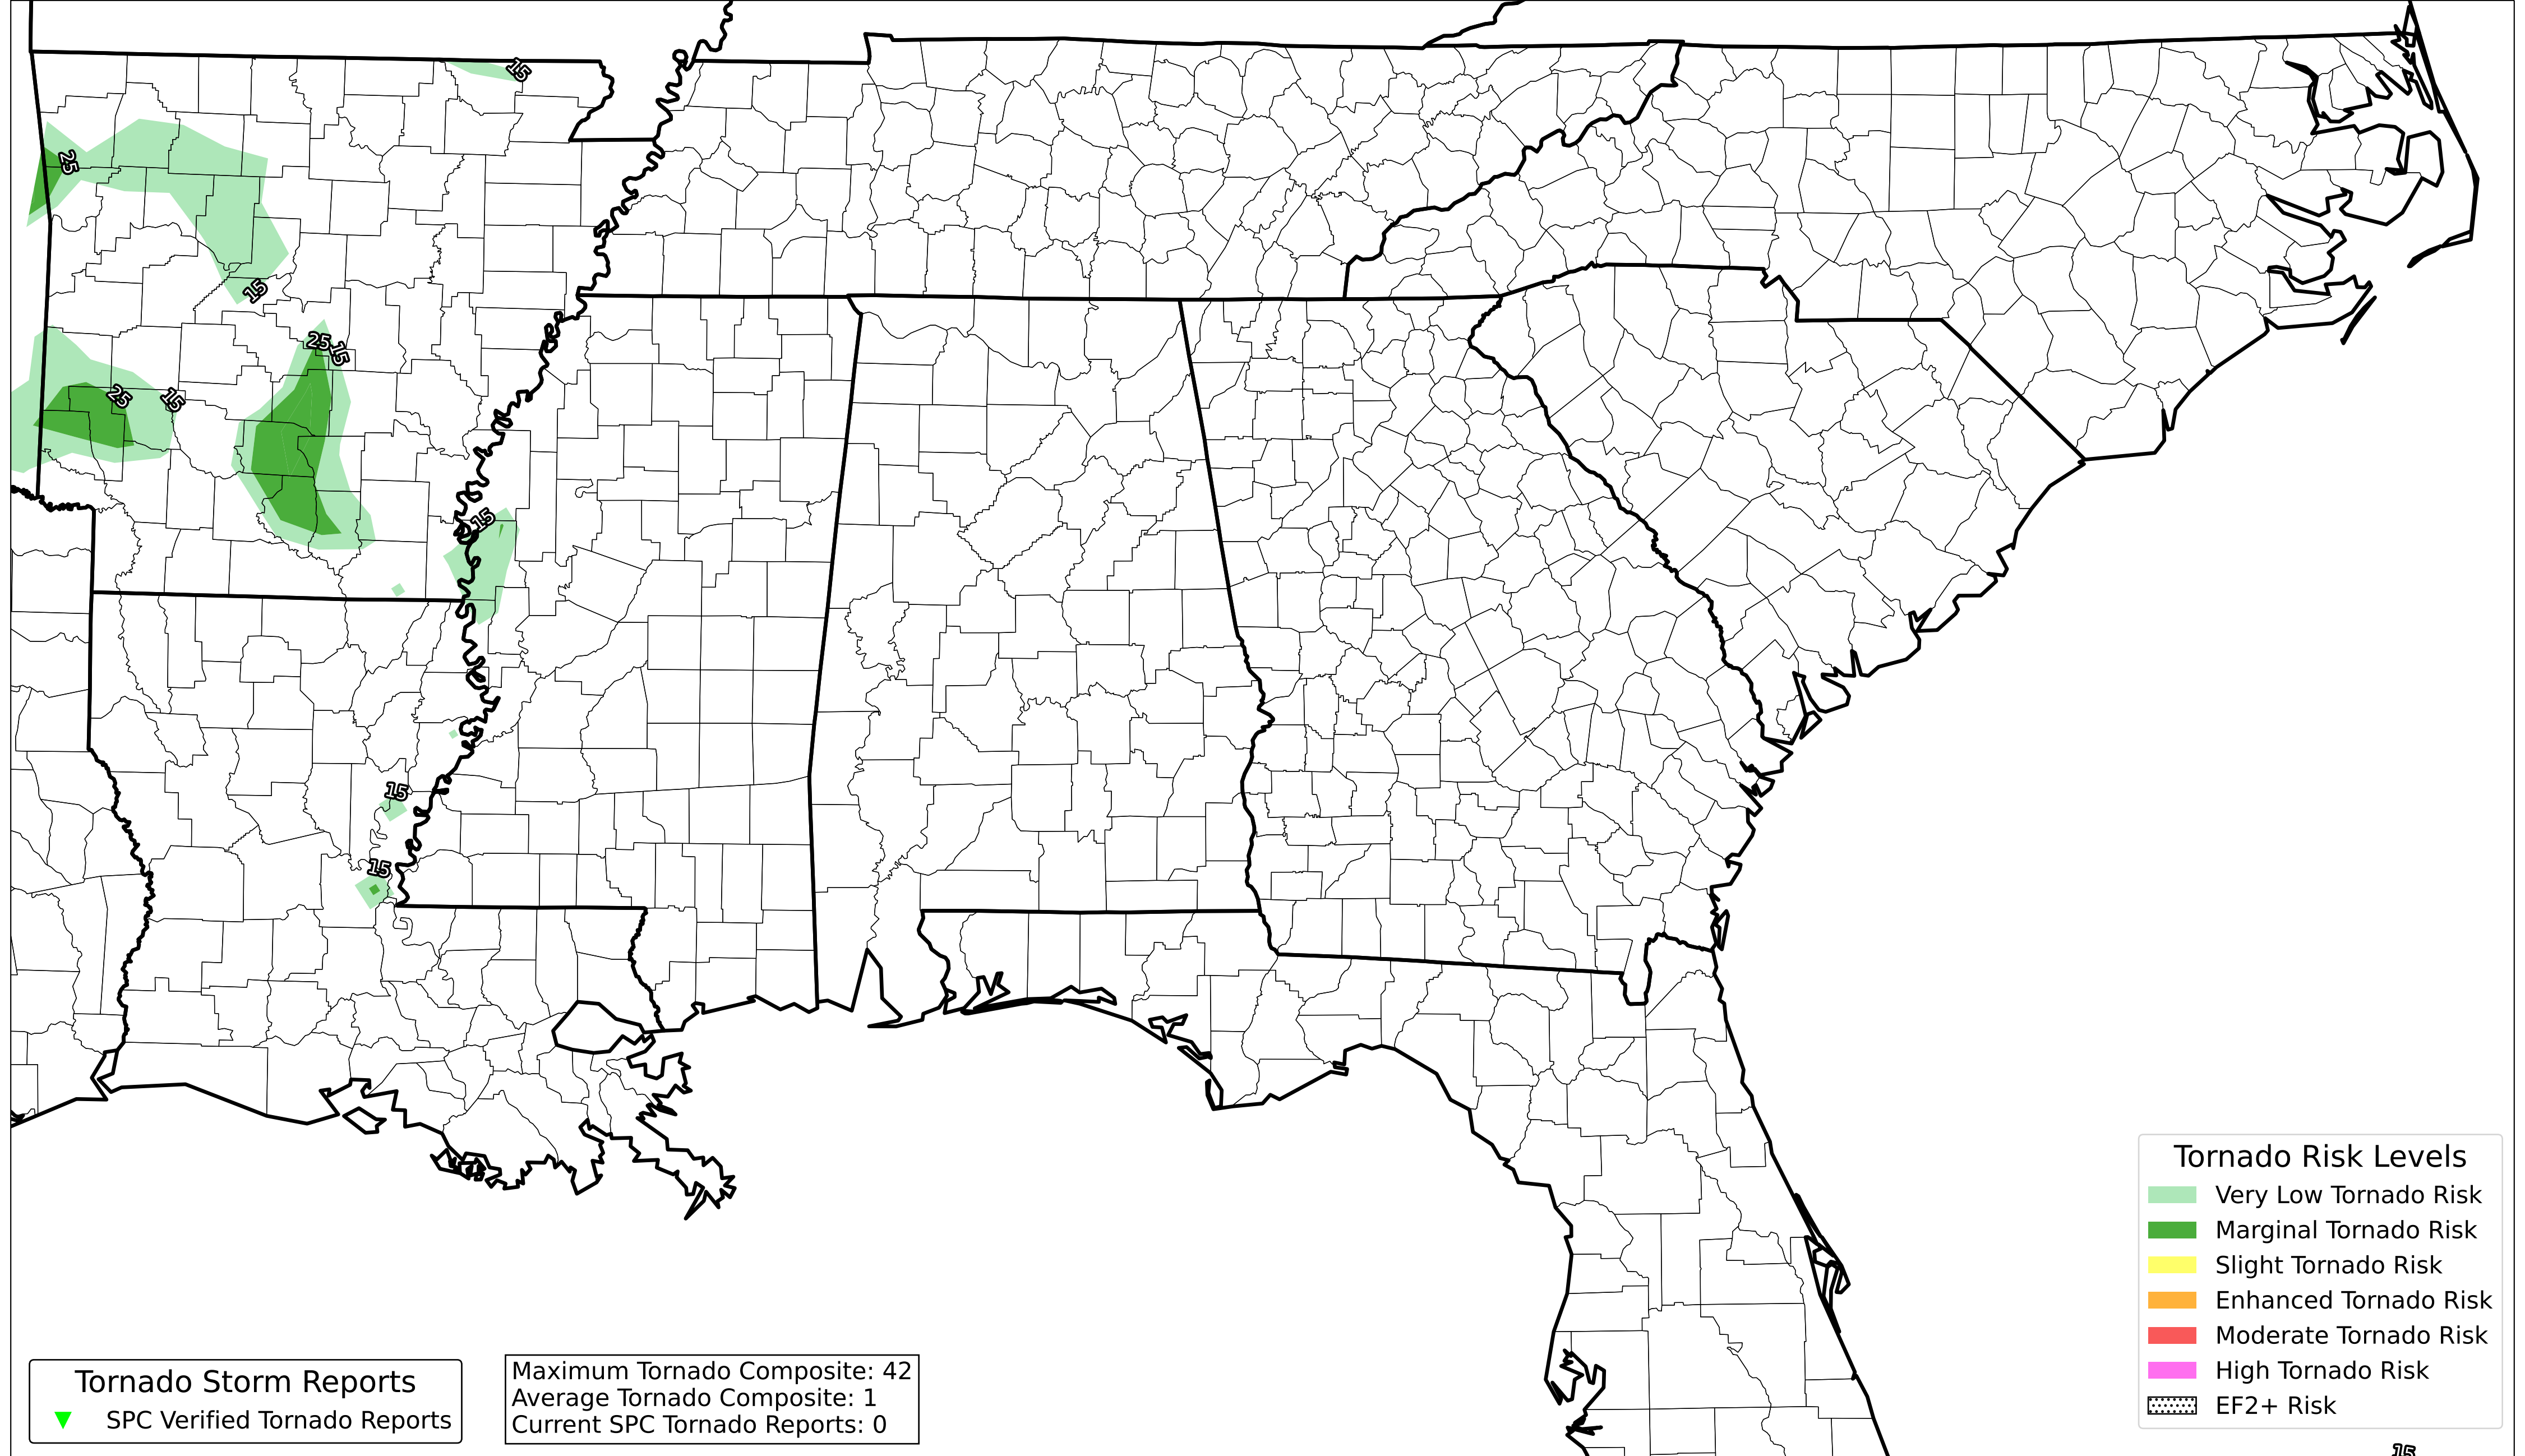 15
25
15
25
15
25
15
15
15
15
Tornado Risk Levels
Very Low Tornado Risk
Marginal Tornado Risk
Slight Tornado Risk
Enhanced Tornado Risk
Moderate Tornado Risk
High Tornado Risk
EF2+ Risk
Tornado Storm Reports
SPC Verified Tornado Reports
Maximum Tornado Composite: 42
Average Tornado Composite: 1
Current SPC Tornado Reports: 0
15